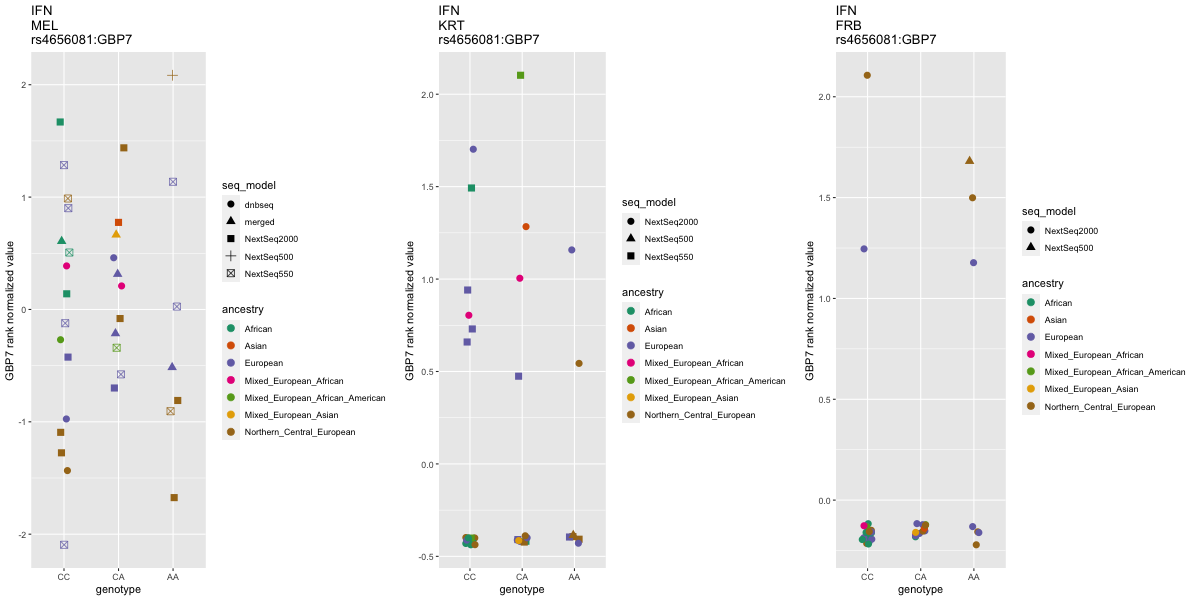 IFN
MEL
rs4656081:GBP7
GBP7 rank normalized value
2
1
0
-1
-2
CC
CA
AA
genotype
seq_model
dnbseq
merged
NextSeq2000
NextSeq500
NextSeq550
ancestry
African
Asian
European
Mixed_European_African
Mixed_European_African_American
Mixed_European_Asian
Northern_Central_European
IFN
KRT
rs4656081:GBP7
GBP7 rank normalized value
2.0
1.5
1.0
0.5
0.0
-0.5
CC
CA
AA
genotype
seq_model
NextSeq2000
NextSeq500
NextSeq550
ancestry
African
Asian
European
Mixed_European_African
Mixed_European_African_American
Mixed_European_Asian
Northern_Central_European
IFN
FRB
rs4656081:GBP7
GBP7 rank normalized value
2.0
1.5
1.0
0.5
0.0
CC
CA
AA
genotype
seq_model
NextSeq2000
NextSeq500
ancestry
African
Asian
European
Mixed_European_African
Mixed_European_African_American
Mixed_European_Asian
Northern_Central_European